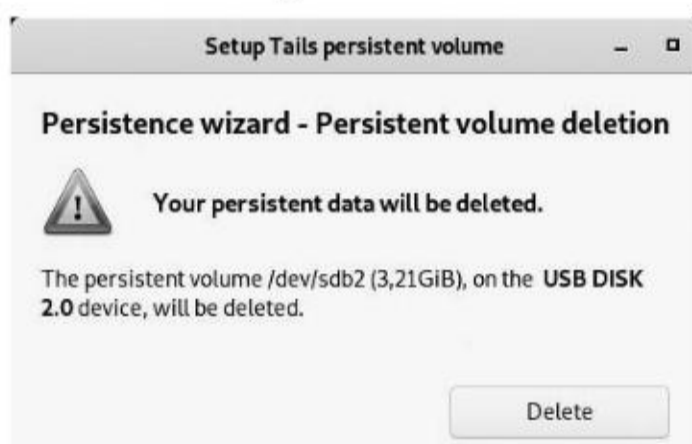 Setup Tails persistent volume
Persistence wizard - Persistent volume deletion
Your persistent data will be deleted.
The persistent volume /dev/sdb2 (3,21GiB), on the USB DISK
2.0 device, will be deleted.
Delete